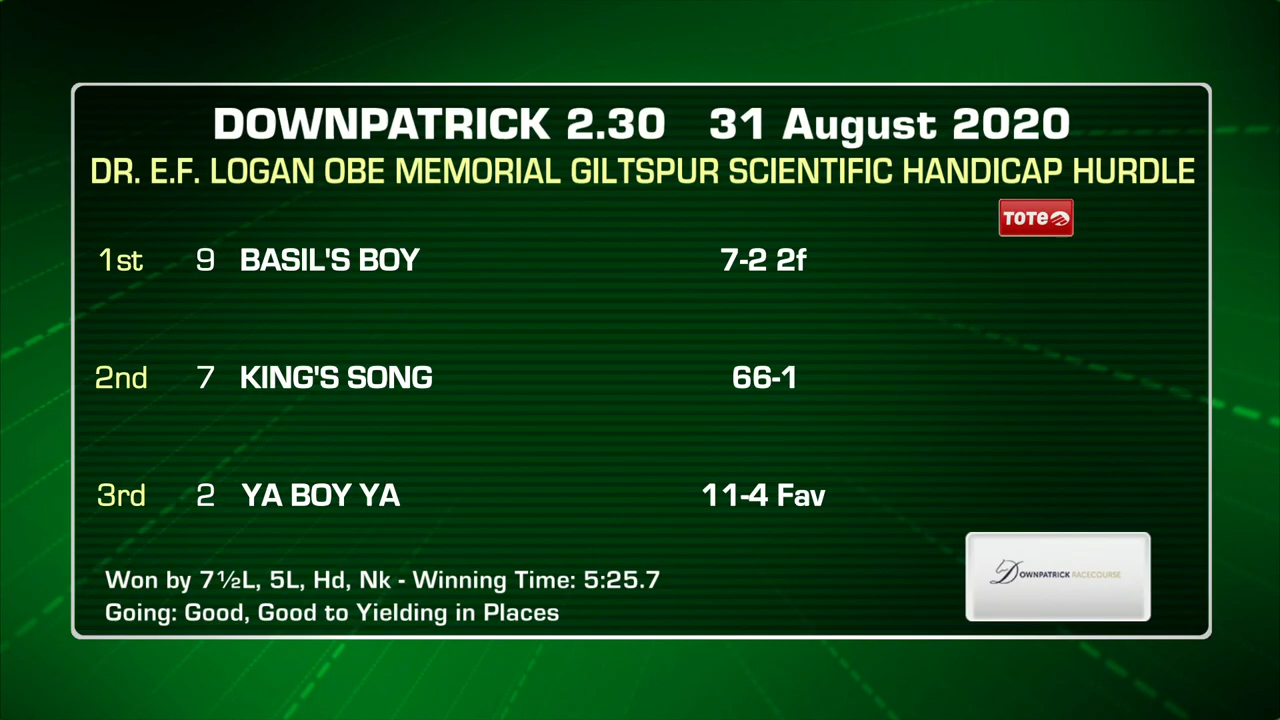 DOWNPATRICK 2.30 31 August 2020
DR. E.F. LOGAN OBE MEMORIAL GILTSPUR SCIENTIFIC HANDICAP HURDLE
TOTE
1st 9 BASIL'S BOY 7-2 2f
2nd 7 KING'S SONG 66-1
3rd 2 YA BOY YA 11-4 Fav
Won by 7½L, 5L, Hd, Nk - Winning Time: 5:25.7
Going: Good, Good to Yielding in Places
DOWNPATRICK RACECOURSE